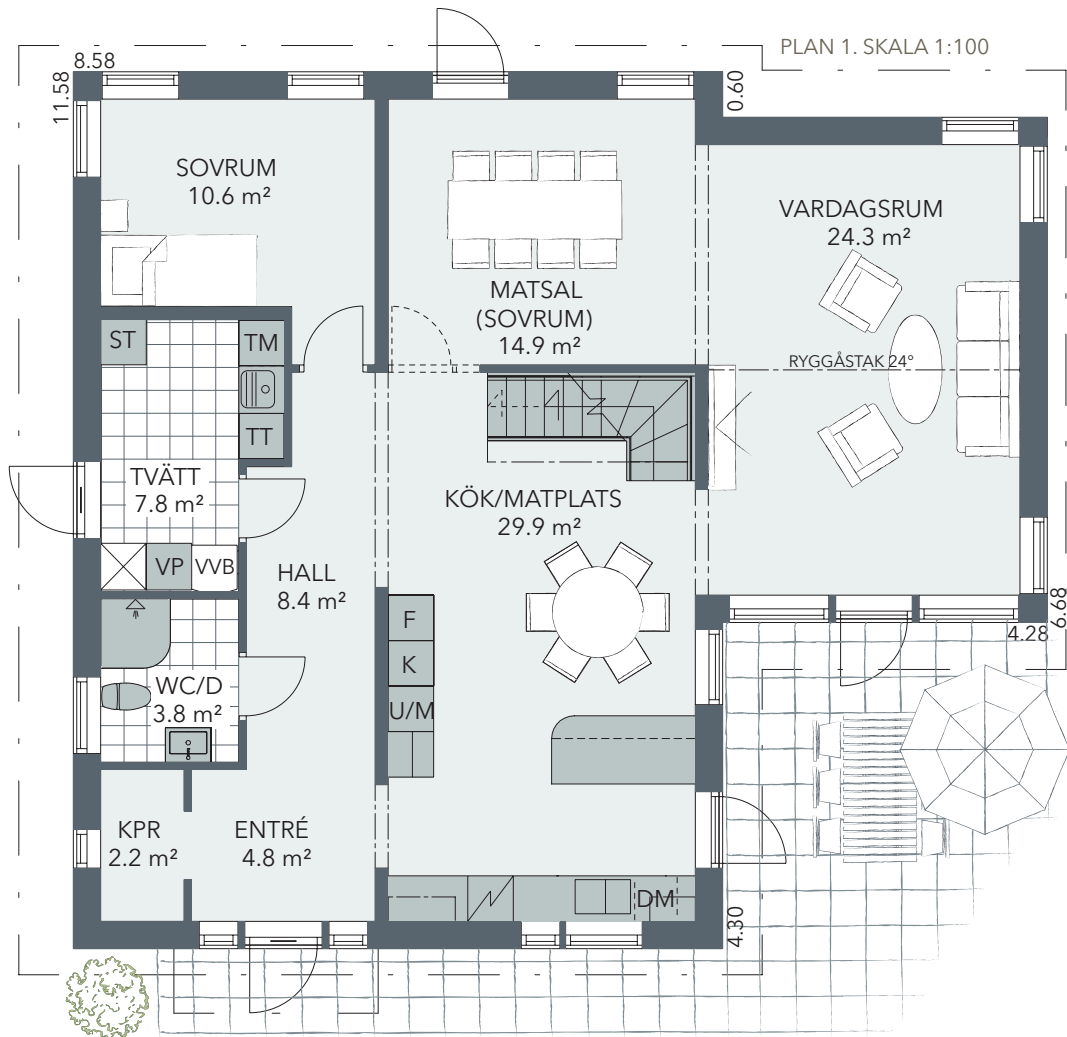 PLAN 1. SKALA 1:100
8.58
11.58
0.60
SOVRUM
10.6 m²
VARDAGSRUM
24.3 m²
MATSAL
(SOVRUM)
14.9 m²
ST
TM
RYGGÅSTAK 24°
TT
TVÄTT
7.8 m²
KÖK/MATPLATS
29.9 m²
VP
VVB
HALL
8.4 m²
F
K
U/M
6.68
4.28
WC/D
3.8 m²
KPR
2.2 m²
ENTRÉ
4.8 m²
DM
4.30